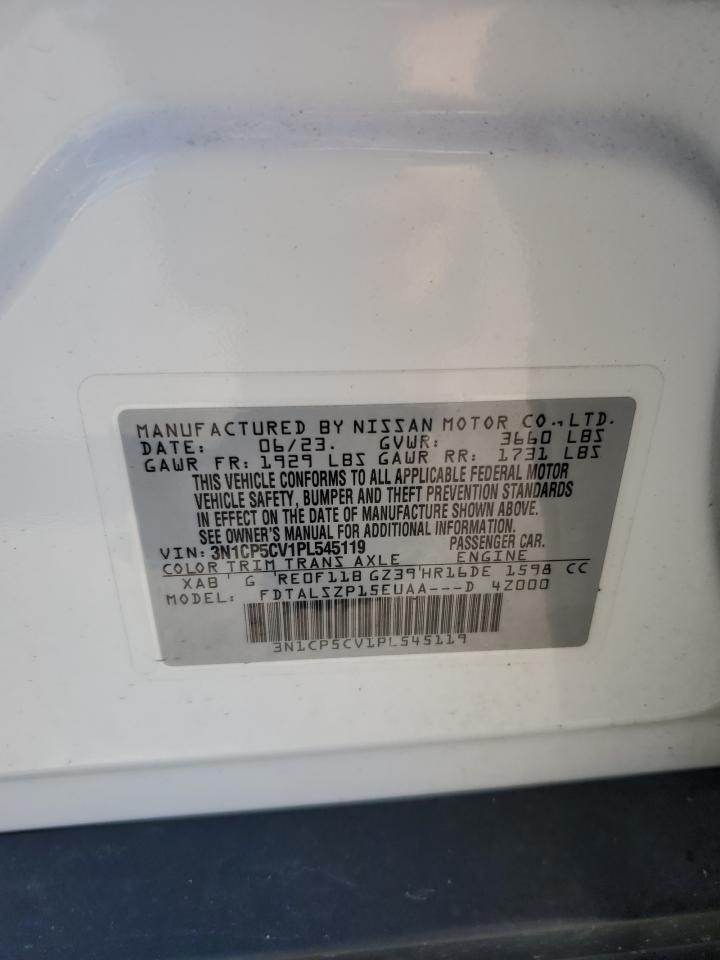 MANUFACTURED BY NISSAN MOTOR CO.,LTD.
DATE: 06/23. GVWR: 3660 LBS
GAWR FR: 1929 LBS GAWR RR: 1731 LBS
THIS VEHICLE CONFORMS TO ALL APPLICABLE FEDERAL MOTOR
VEHICLE SAFETY, BUMPER AND THEFT PREVENTION STANDARDS
IN EFFECT ON THE DATE OF MANUFACTURE SHOWN ABOVE.
SEE OWNER'S MANUAL FOR ADDITIONAL INFORMATION.
VIN: 3N1CP5CV1PL545119 PASSENGER CAR.
COLOR TRIM TRANS AXLE ENGINE
XAB ' G 'RE0F11B GZ39'HR16DE 1598 CC
MODEL: FDTALSZP15EUAA---D 4Z000
3N1CP5CV1PL545119